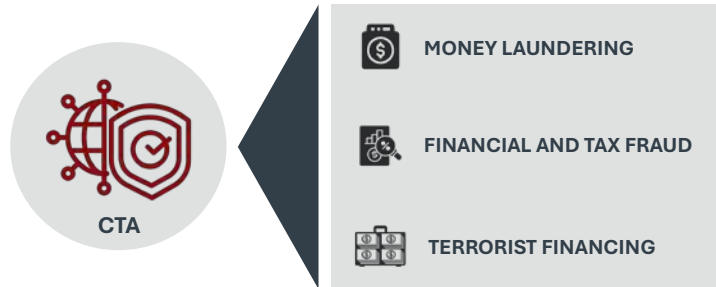 CTA
MONEY LAUNDERING
FINANCIAL AND TAX FRAUD
TERRORIST FINANCING